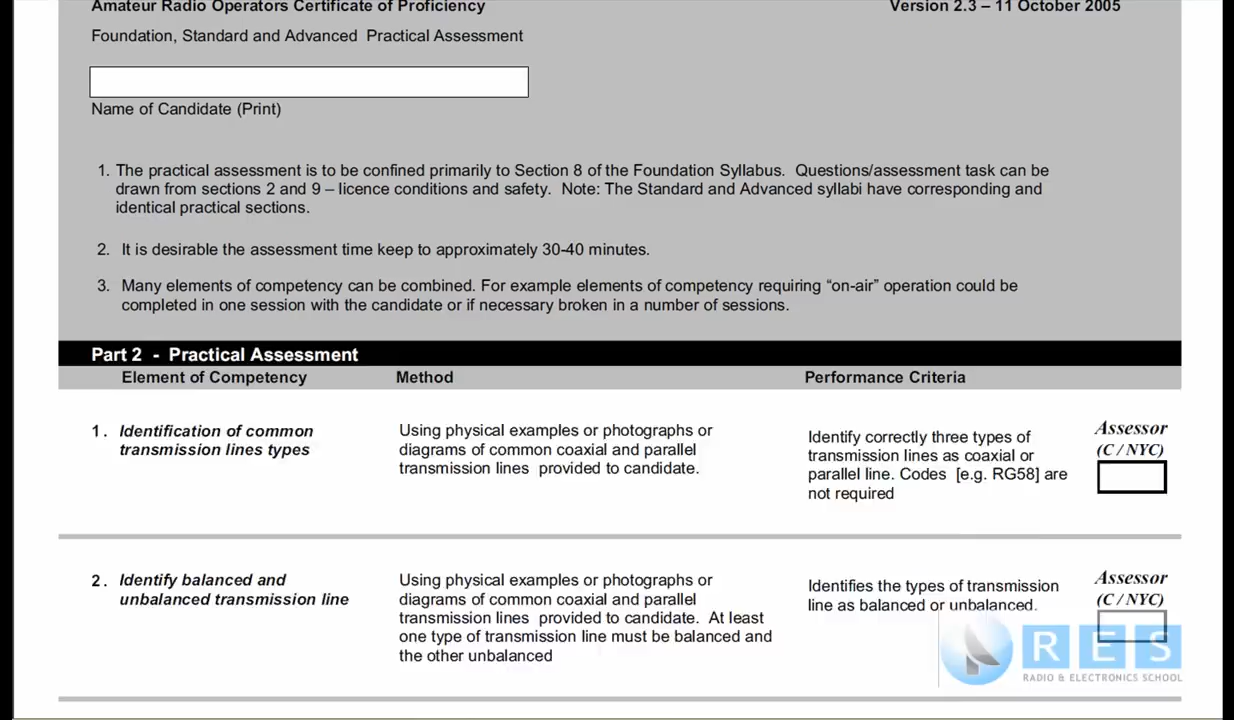 Amateur Radio Operators Certificate of Proficiency
Version 2.3 – 11 October 2005
Foundation, Standard and Advanced Practical Assessment
Name of Candidate (Print)
1. The practical assessment is to be confined primarily to Section 8 of the Foundation Syllabus. Questions/assessment task can be
drawn from sections 2 and 9 – licence conditions and safety. Note: The Standard and Advanced syllabi have corresponding and
identical practical sections.
2. It is desirable the assessment time keep to approximately 30-40 minutes.
3. Many elements of competency can be combined. For example elements of competency requiring “on-air” operation could be
completed in one session with the candidate or if necessary broken in a number of sessions.
Part 2 - Practical Assessment
Element of Competency
Method
Performance Criteria
1. Identification of common
transmission lines types
Using physical examples or photographs or
diagrams of common coaxial and parallel
transmission lines provided to candidate.
Identify correctly three types of
transmission lines as coaxial or
parallel line. Codes [e.g. RG58] are
not required
Assessor
(C / NYC)
2. Identify balanced and
unbalanced transmission line
Using physical examples or photographs or
diagrams of common coaxial and parallel
transmission lines provided to candidate. At least
one type of transmission line must be balanced and
the other unbalanced
Identifies the types of transmission
line as balanced or unbalanced.
Assessor
(C / NYC)
RES
RADIO & ELECTRONICS SCHOOL